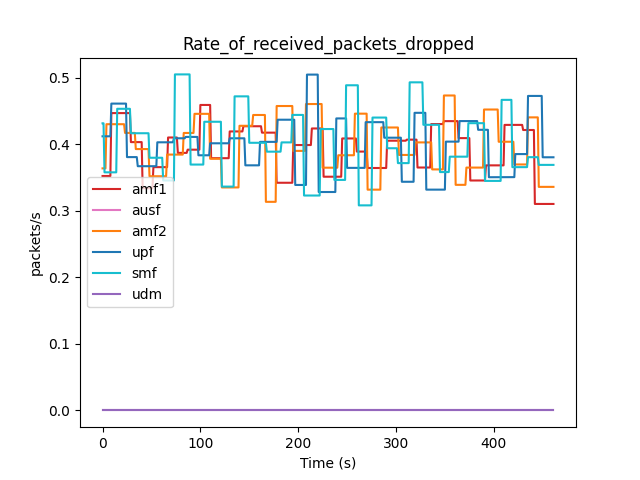 Rate_of_received_packets_dropped
packets/s
0.5
0.4
0.3
0.2
0.1
0.0
amf1
ausf
amf2
upf
smf
udm
0 100 200 300 400
Time (s)